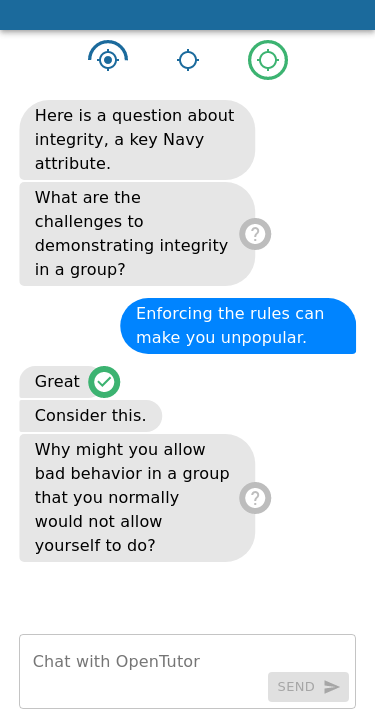 Here is a question about
integrity, a key Navy
attribute.
What are the
challenges to
demonstrating integrity
in a group?
Enforcing the rules can
make you unpopular.
Great
Consider this.
Why might you allow
bad behavior in a group
that you normally
would not allow
yourself to do?
Chat with OpenTutor
SEND